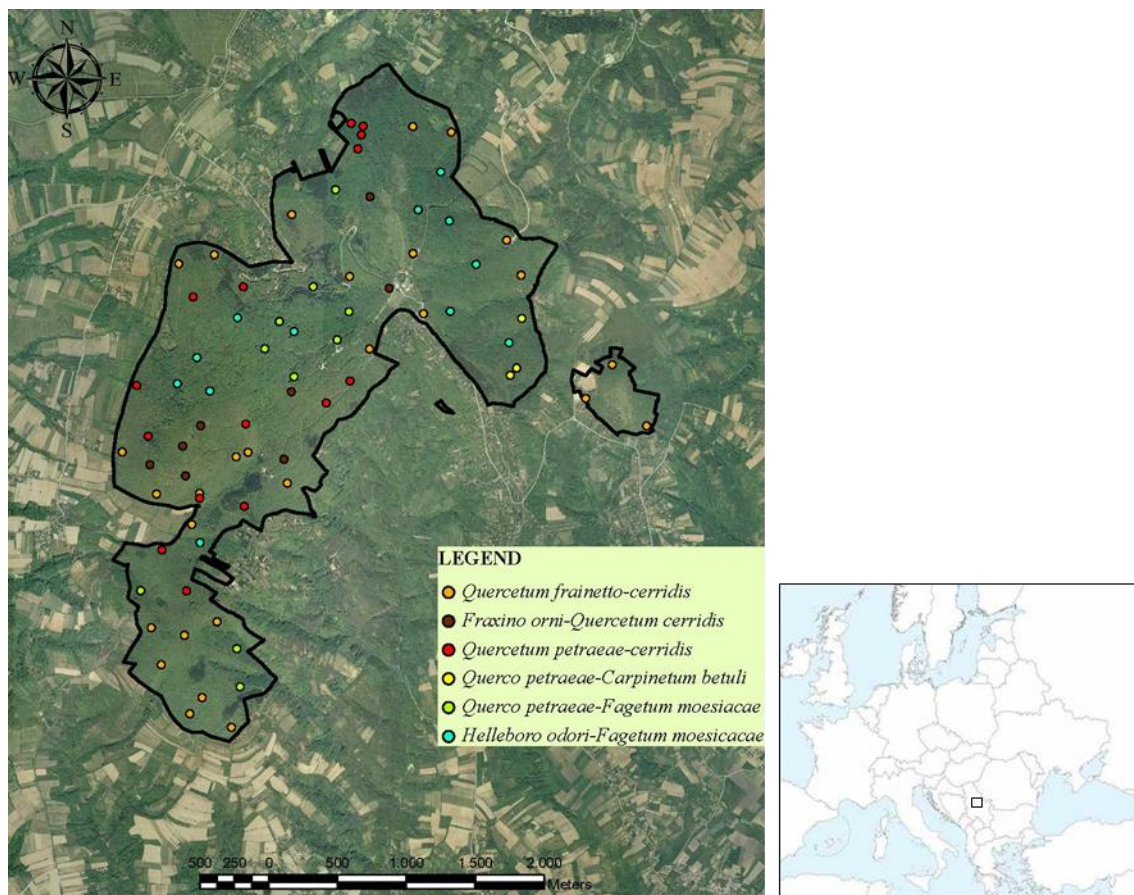 N
W E
S
LEGEND
Quercetum frainetto-cerridis
Fraxino orni-Quercetum cerridis
Quercetum petraeae-cerridis
Querco petraeae-Carpinetum betuli
Querco petraeae-Fagetum moesiacae
Helleboro odori-Fagetum moesicacae
500 250 0 500 1.000 1.500 2.000
Meters